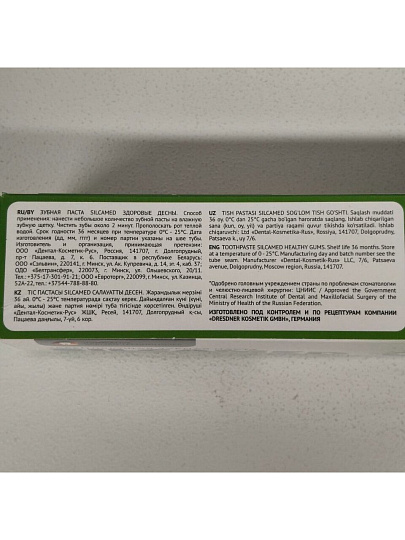 RU/BY ЗУБНАЯ ПАСТА SILCAMED ЗДОРОВЫЕ ДЕСНЫ. Способ
применения: нанести небольшое количество зубной пасты на влажную
зубную щетку. Чистить зубы около 2 минут. Прополоскать рот теплой
водой. Срок годности 36 месяцев при температуре 0°С - 25°С. Дата
изготовления (дд, мм, гггг) и номер партии указаны на шве тубы.
Изготовитель и организация, принимающая претензии:
ООО «Дентал-Косметик-Рус», Россия, 141707, г. Долгопрудный,
пр-т Пацаева, д. 7, к. 6. Поставщик в республике Беларусь:
ООО «Сэльвин», 220141, г. Минск, ул. Ак. Купревича, д. 14, эт. 4, каб. 37;
ОДО «Белтрансферт», 220073, г. Минск, ул. Ольшевского, 20/11.
Тел. +375-17-373-95-21; ИООО «Евроторг» 220099, г. Минск, ул. Казинца,
52А-22, тел.: +37544-788-88-80.
KZ ТІС ПАСТАСЫ SILCAMED САЛАУАТТЫ ДЕСЕН. Жарамдылық мерзімі
36 ай. 0°С - 25°С температурада сақтау керек. Дайындалған күні (күні,
айы, жылы) және партия нөмірі туба тігісінде көрсетілген. Өндіруші
«Дентал-Косметик-Рус» ЖШҚ, Ресей, 141707, Долгопрудный қ-сы,
Пацаева даңғылы, 7-үй, 6 кор.
UZ TISH PASTASI SILCAMED SOG'LOM TISH GO'SHTI. Saqlash muddati
36 oy. 0°C dan 25°C gacha bo'lgan haroratda saqlang. Ishlab chiqarilgan
sana (kun, oy, yil) va partiya raqami quvur tikishda ko'rsatiladi. Ishlab
chiqaruvchi: Ltd «Dental-Kosmetika-Rus», Rossiya, 141707, Dolgoprudny,
Patsaeva k., uy 7/6.
ENG TOOTHPASTE SILCAMED HEALTHY GUMS. Shelf life 36 months. Store
at a temperature of 0 - 25°C. Manufacturing day and batch number see the
tube seam. Manufacturer «Dental-Kosmetik-Rus» LLC, 7/6, Patsaev
avenue, Dolgoprudny, Moscow region, Russia, 141707.
*Одобрено головным учреждением страны по проблемам стоматологии
и челюстно-лицевой хирургии: ЦНИИС / Approved the Government
Central Research Institute of Dental and Maxillofacial Surgery of the
Ministry of Health of the Russian Federation.
ИЗГОТОВЛЕНО ПОД КОНТРОЛЕМ И ПО РЕЦЕПТУРАМ КОМПАНИИ
«DRESDNER KOSMETIK GMBH», ГЕРМАНИЯ